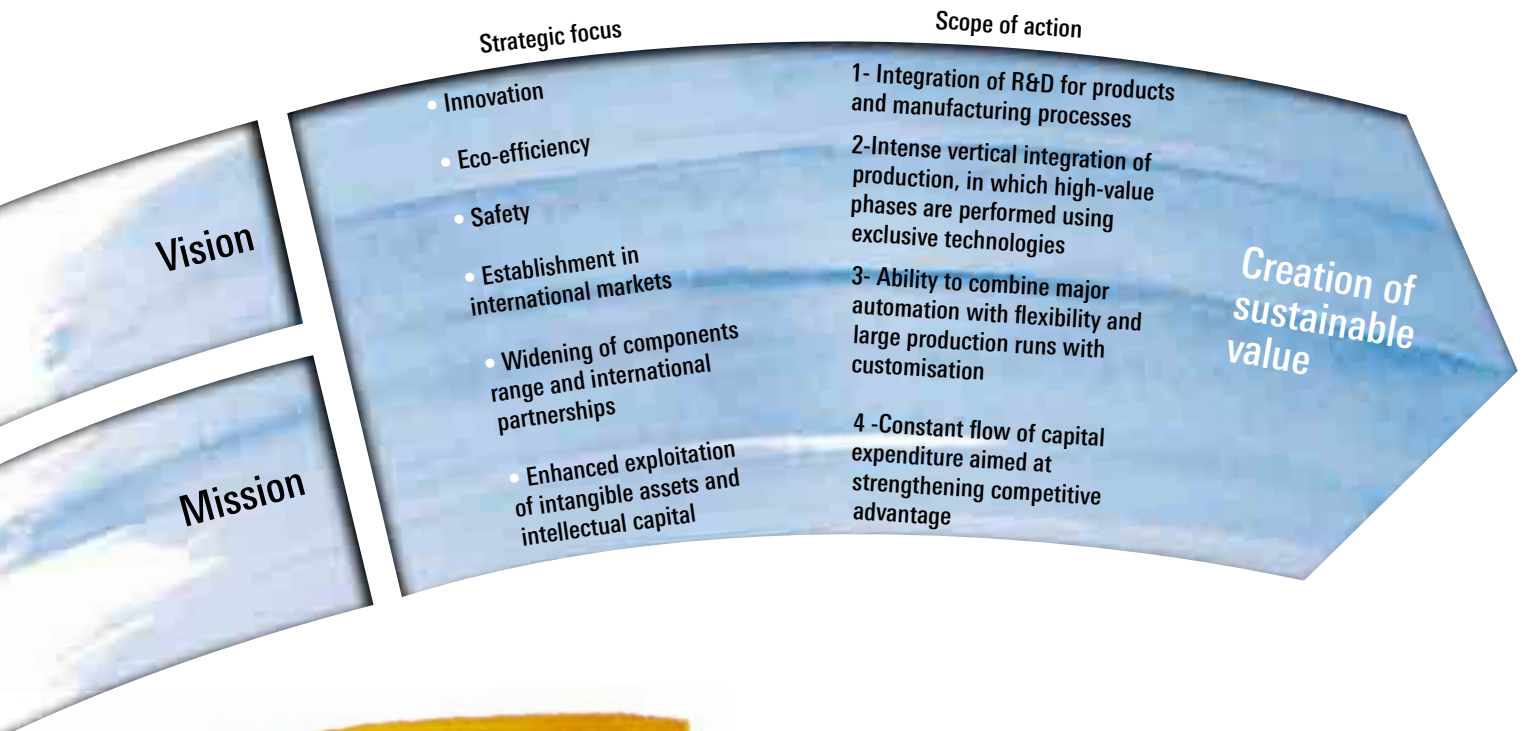 Strategic focus
Scope of action
Vision
Mission
• Innovation
• Eco-efficiency
• Safety
• Establishment in
international markets
• Widening of components
range and international
partnerships
• Enhanced exploitation
of intangible assets and
intellectual capital
1- Integration of R&D for products
and manufacturing processes
2-Intense vertical integration of
production, in which high-value
phases are performed using
exclusive technologies
3- Ability to combine major
automation with flexibility and
large production runs with
customisation
4 -Constant flow of capital
expenditure aimed at
strengthening competitive
advantage
Creation of
sustainable
value